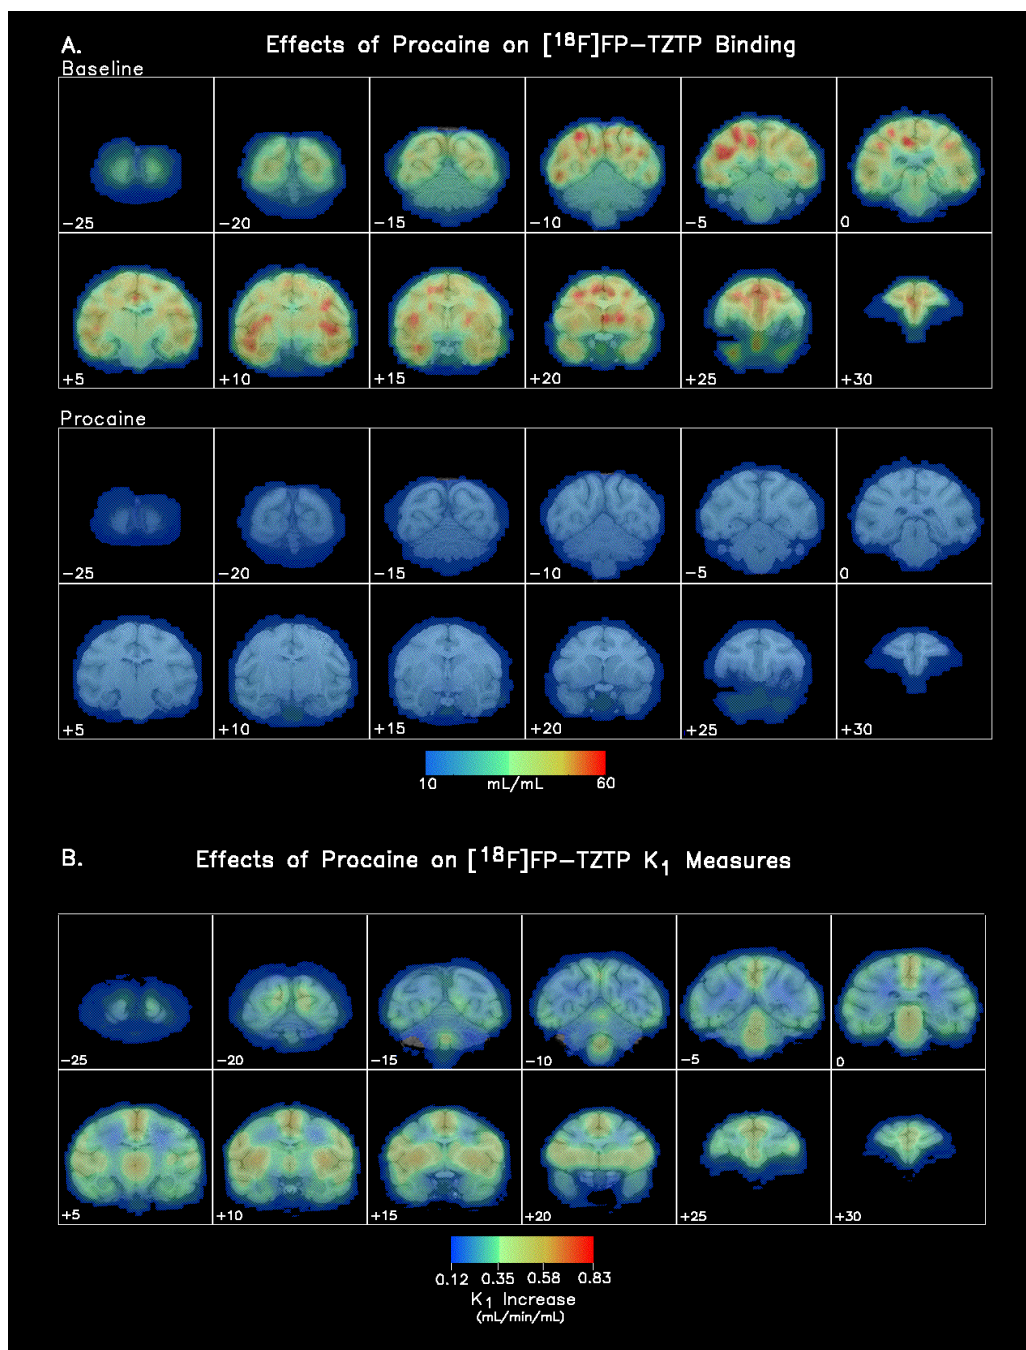 A. Effects of Procaine on [18F]FP-TZTP Binding
Baseline
-25 -20 -15 -10 -5 0
+5 +10 +15 +20 +25 +30
Procaine
-25 -20 -15 -10 -5 0
+5 +10 +15 +20 +25 +30
10 mL/mL 60
B. Effects of Procaine on [18F]FP-TZTP K1 Measures
-25 -20 -15 -10 -5 0
+5 +10 +15 +20 +25 +30
0.12 0.35 0.58 0.83
K1 Increase
(mL/min/mL)